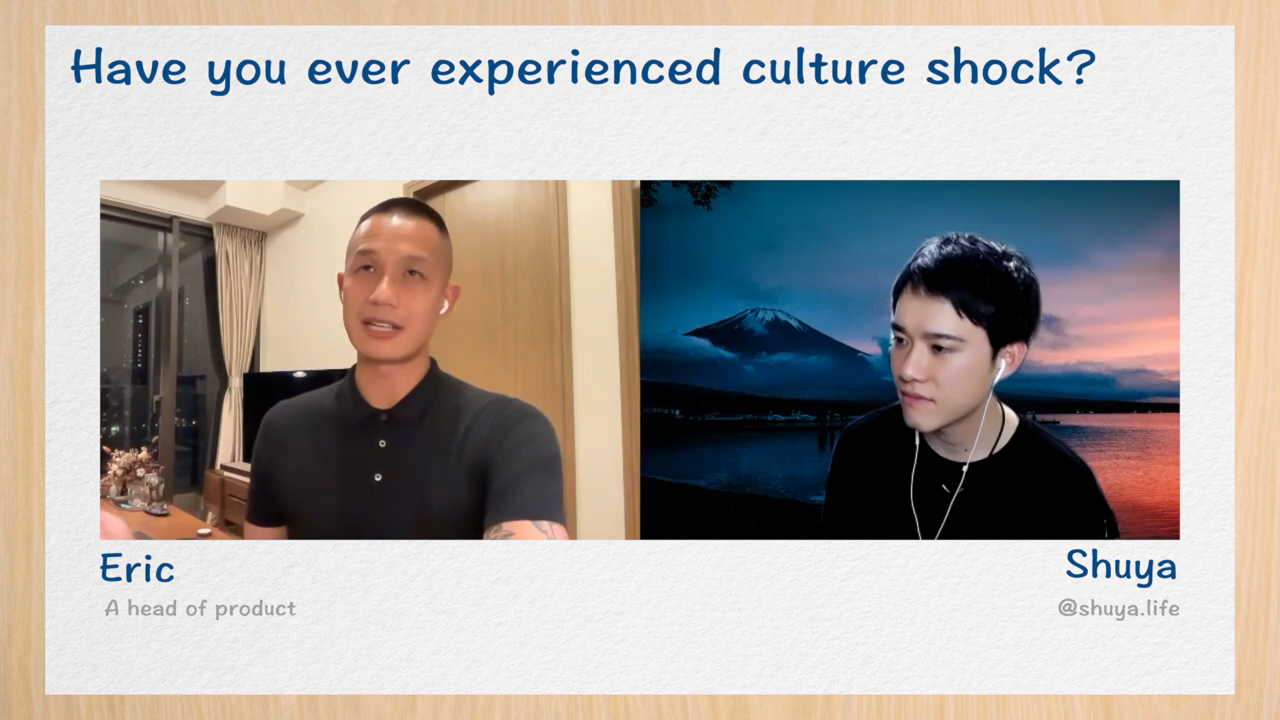 Have you ever experienced culture shock?
Eric
Shuya
A head of product
@shuya.life